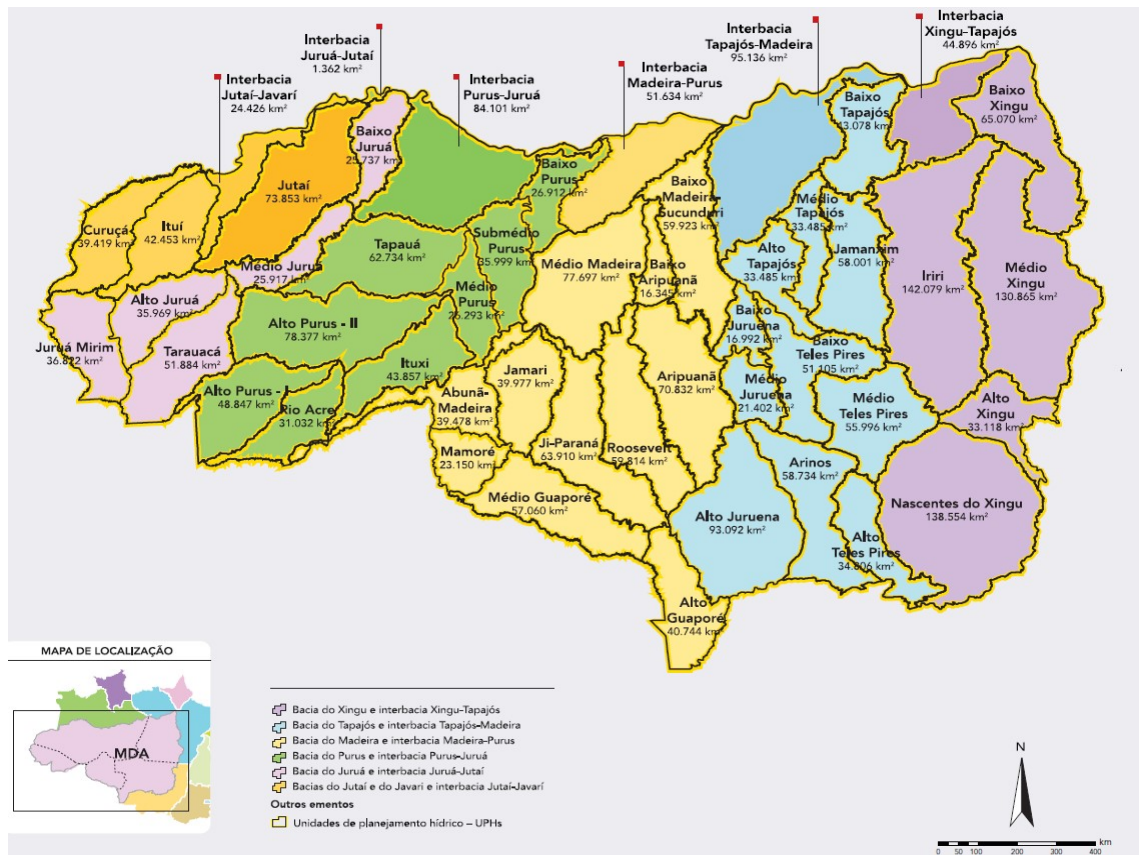 Interbacia
Xingu-Tapajós
44.896 km²
Interbacia
Tapajós-Madeira
95.136 km²
Interbacia
Juruá-Jutaí
1.362 km²
Interbacia
Jutaí-Javarí
24.426 km²
Interbacia
Purus-Juruá
84.101 km²
Interbacia
Madeira-Purus
51.634 km²
Baixo
Xingu
65.070 km²
Baixo
Tapajós
43.078 km²
Baixo
Juruá
25.737 km²
Jutaí
73.853 km²
Baixo
Purus
26.912 km²
Baixo
Madeira-
Sucunduri
59.923 km²
Curuçá
39.419 km²
Ituí
42.453 km²
Médio
Tapajós
33.485 km²
Tapauá
62.734 km²
Submédio
Purus
35.999 km²
Alto
Tapajós
33.485 km²
Jamanxim
58.001 km²
Médio Juruá
25.917 km²
Médio Madeira
77.697 km²
Baixo
Aripuanã
16.345 km²
Iriri
142.079 km²
Médio
Xingu
130.865 km²
Alto Juruá
35.969 km²
Médio
Purus
26.293 km²
Alto Purus - II
78.377 km²
Baixo
Juruena
16.992 km²
Juruá Mirim
36.822 km²
Tarauacá
51.884 km²
Baixo
Teles Pires
51.105 km²
Ituxi
43.857 km²
Jamari
39.977 km²
Aripuanã
70.832 km²
Médio
Juruena
21.402 km²
Alto Purus - I
48.847 km²
Rio Acre
31.032 km²
Abunã-
Madeira
39.478 km²
Médio
Teles Pires
55.996 km²
Alto
Xingu
33.118 km²
Ji-Paraná
63.910 km²
Roosevelt
59.814 km²
Mamoré
23.150 km²
Arinos
58.734 km²
Médio Guaporé
57.060 km²
Nascentes do Xingu
138.554 km²
Alto Juruena
93.092 km²
Alto
Teles Pires
34.806 km²
Alto
Guaporé
40.744 km²
MAPA DE LOCALIZAÇÃO
MDA
Bacia do Xingu e interbacia Xingu-Tapajós
Bacia do Tapajós e interbacia Tapajós-Madeira
Bacia do Madeira e interbacia Madeira-Purus
Bacia do Purus e interbacia Purus-Juruá
Bacia do Juruá e interbacia Juruá-Jutaí
Bacias do Jutaí e do Javari e interbacia Jutaí-Javarí
Outros ementos
Unidades de planejamento hídrico – UPHs
N
km
0 50 100 200 300 400